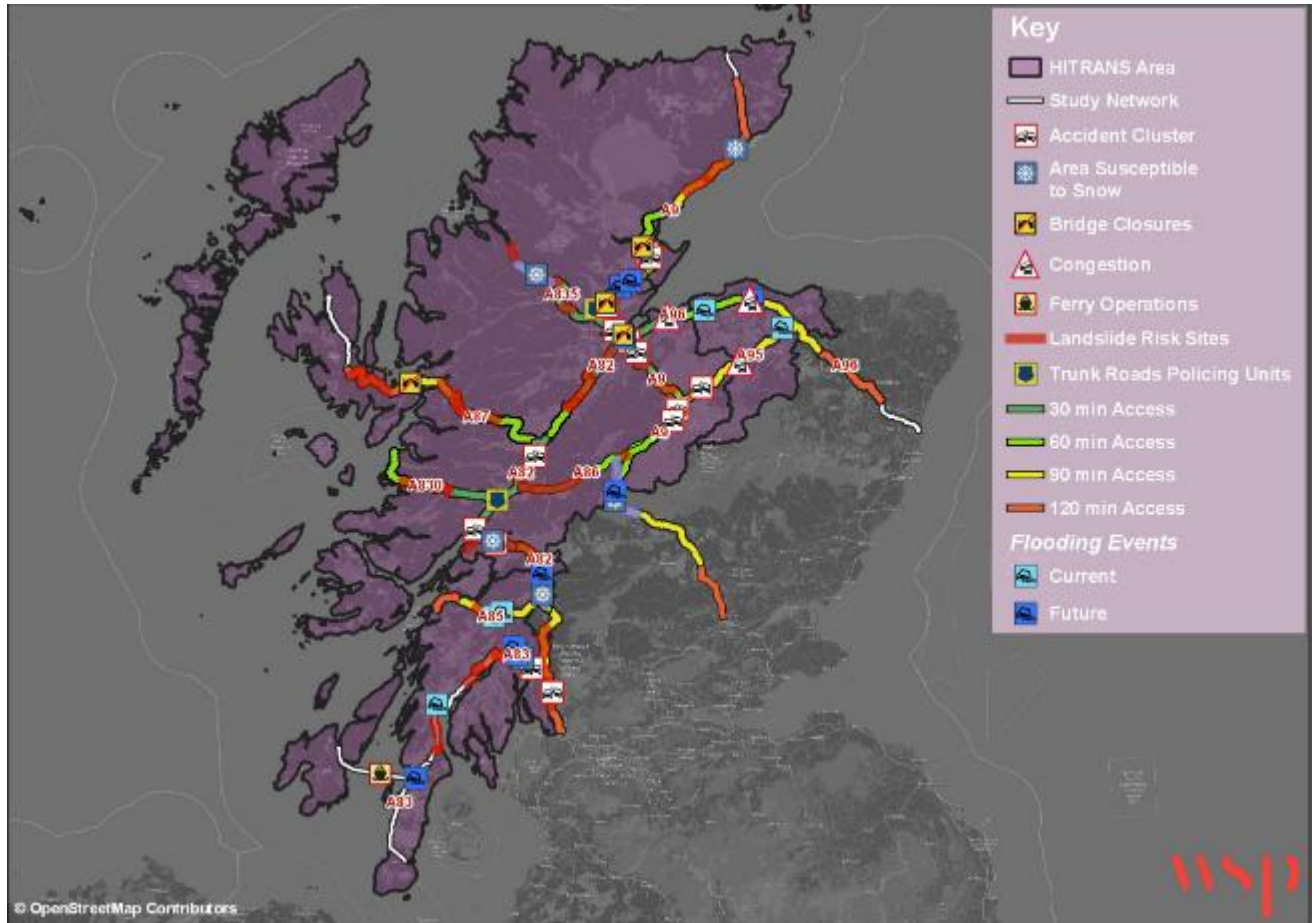 Key
HITRANS Area
Study Network
Accident Cluster
Area Susceptible
to Snow
Bridge Closures
Congestion
Ferry Operations
Landslide Risk Sites
Trunk Roads Policing Units
30 min Access
60 min Access
90 min Access
120 min Access
Flooding Events
Current
Future
A9
A835
A96
A82
A9
A95
A96
A87
A9
A82
A86
A830
A82
A85
A83
A83
wsp
© OpenStreetMap Contributors